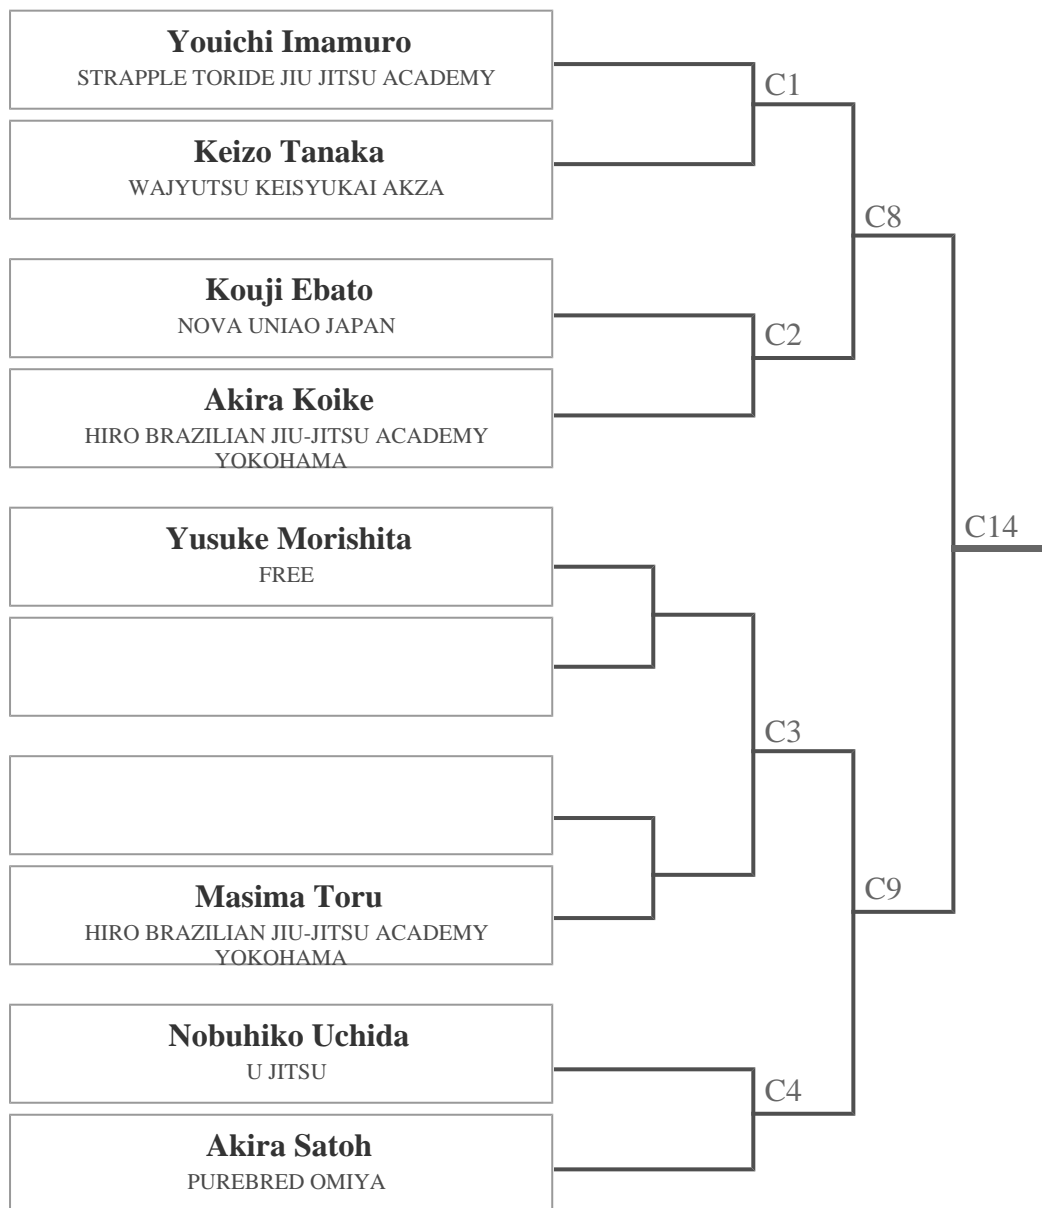 Youichi Imamuro
STRAPPLE TORIDE JIU JITSU ACADEMY
C1
Keizo Tanaka
WAJYUTSU KEISYUKAI AKZA
C8
Kouji Ebato
NOVA UNIAO JAPAN
C2
Akira Koike
HIRO BRAZILIAN JIU-JITSU ACADEMY
YOKOHAMA
Yusuke Morishita
FREE
C14
C3
Masima Toru
HIRO BRAZILIAN JIU-JITSU ACADEMY
YOKOHAMA
C9
Nobuhiko Uchida
U JITSU
C4
Akira Satoh
PUREBRED OMIYA